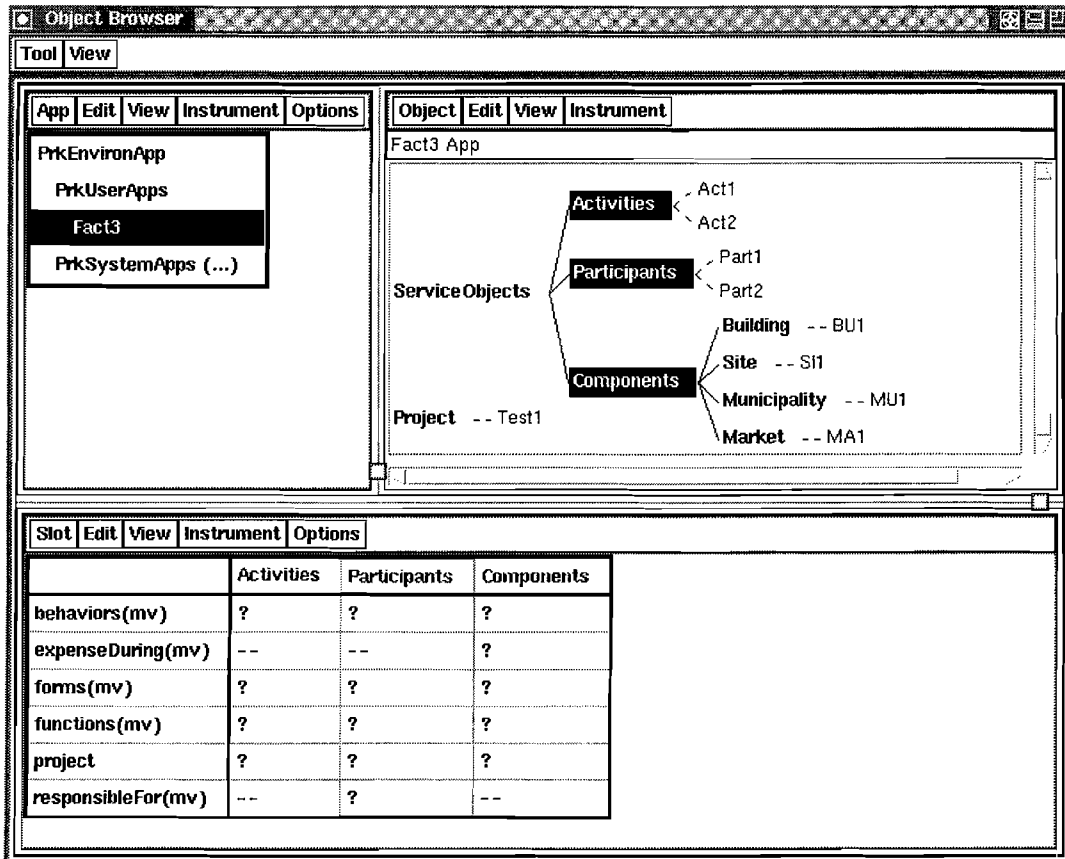 Object Browser
Tool View
App Edit View Instrument Options
PrkEnvironApp
PrkUserApps
Fact3
PrkSystemApps (...)
Object Edit View Instrument
Fact3 App
ServiceObjects
Activities
Act1
Act2
Participants
Part1
Part2
Components
Building -- BU1
Site -- SI1
Municipality -- MU1
Market -- MA1
Project -- Test1
Slot Edit View Instrument Options
Activities Participants Components
behaviors(mv) ? ? ?
expenseDuring(mv) -- -- ?
forms(mv) ? ? ?
functions(mv) ? ? ?
project ? ? ?
responsibleFor(mv) -- ? --